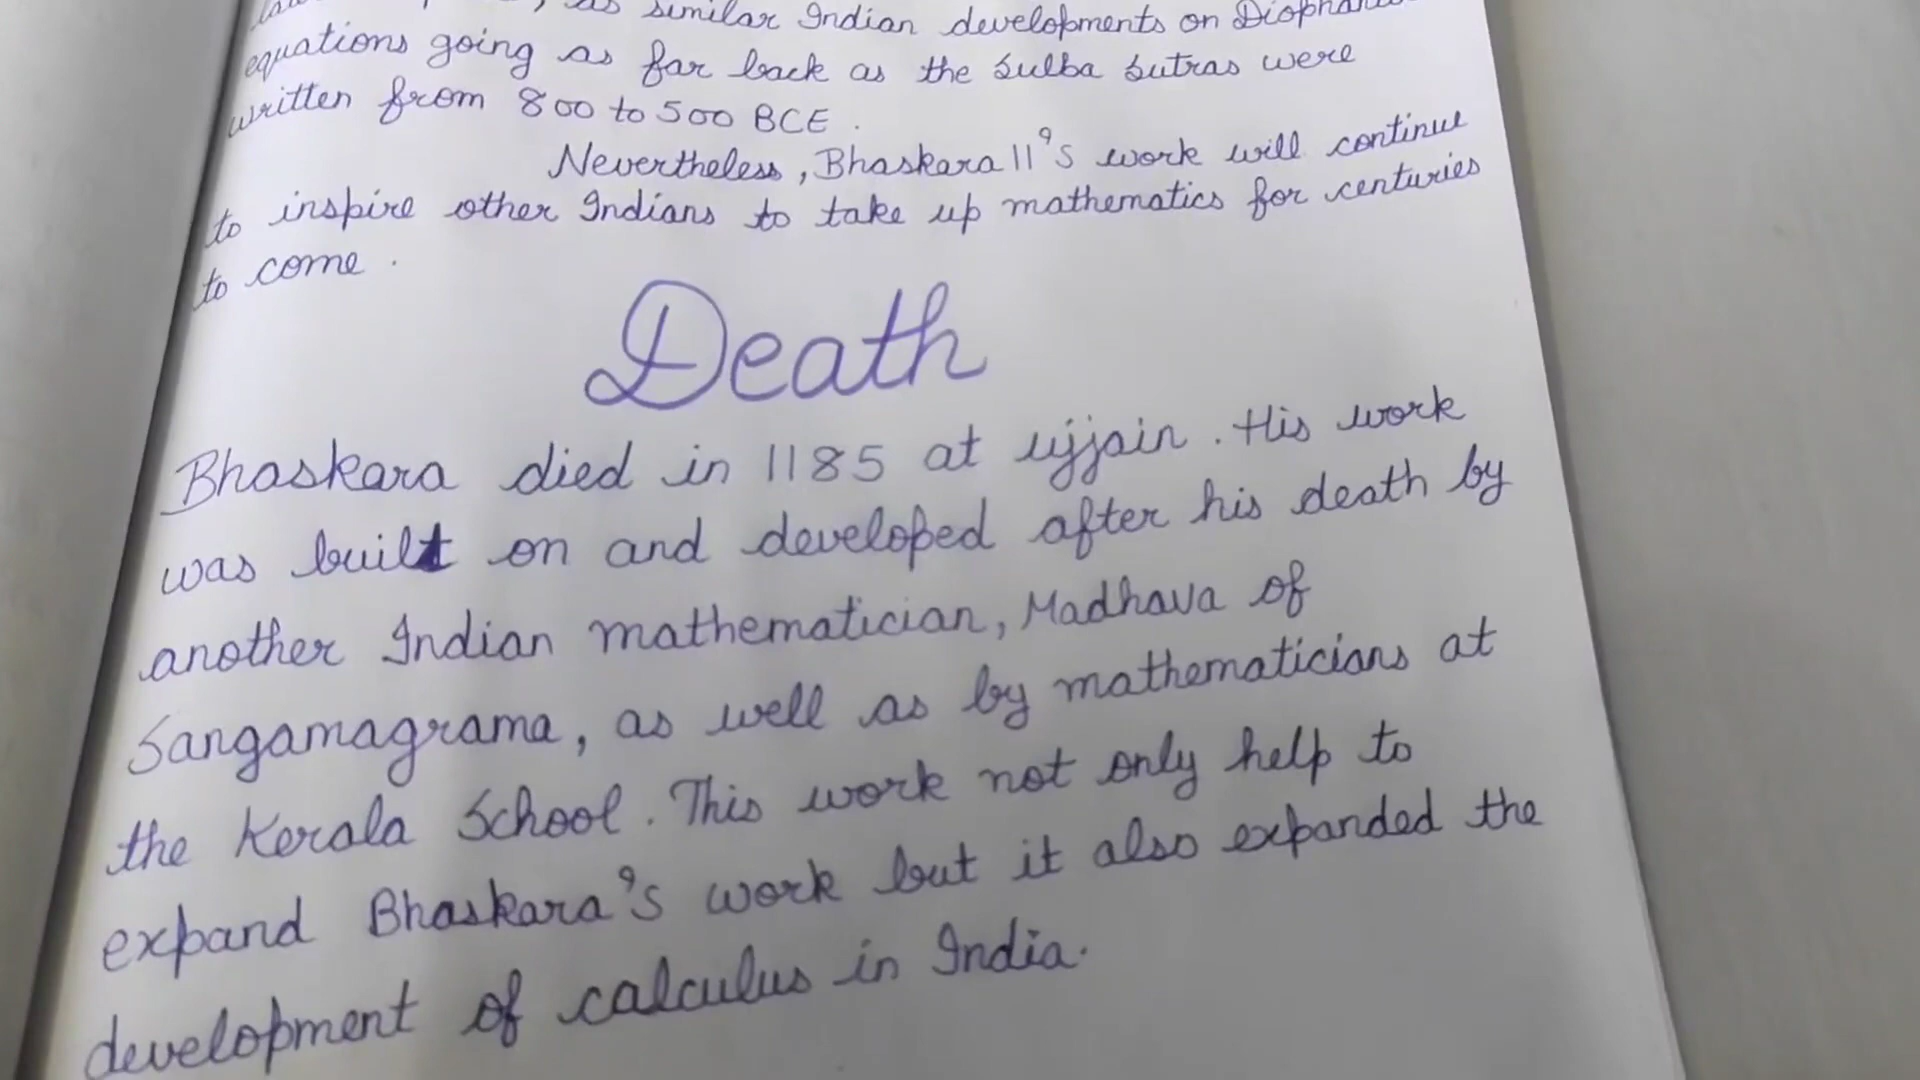 as similar Indian developments on
equations going as far back as the Sulba Sutras were
written from 800 to 500 BCE.
Nevertheless, Bhaskara II's work will continue
to inspire other Indians to take up mathematics for centuries
to come.
Death
Bhaskara died in 1185 at ujjain. His work
was built on and developed after his death by
another Indian mathematician, Madhava of
Sangamagrama, as well as by mathematicians at
the Kerala School. This work not only help to
expand Bhaskara's work but it also expanded the
development of calculus in India.